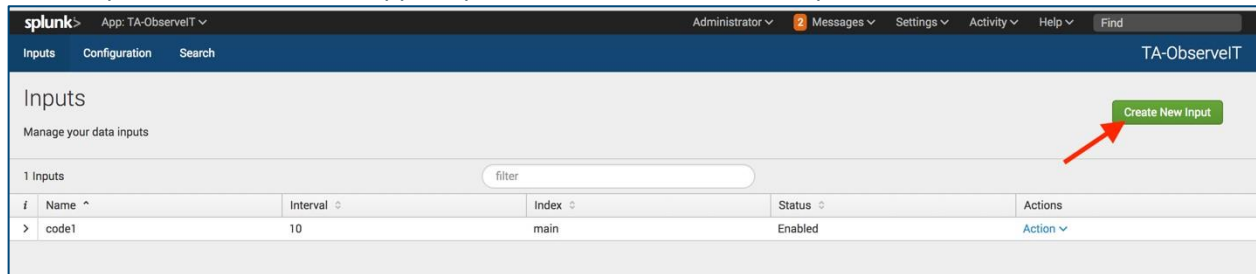 splunk> App: TA-ObserveIT Administrator 2 Messages Settings Activity Help Find
Inputs Configuration Search TA-ObserveIT
Inputs
Create New Input
Manage your data inputs
1 Inputs filter
i Name Interval Index Status Actions
> code1 10 main Enabled Action